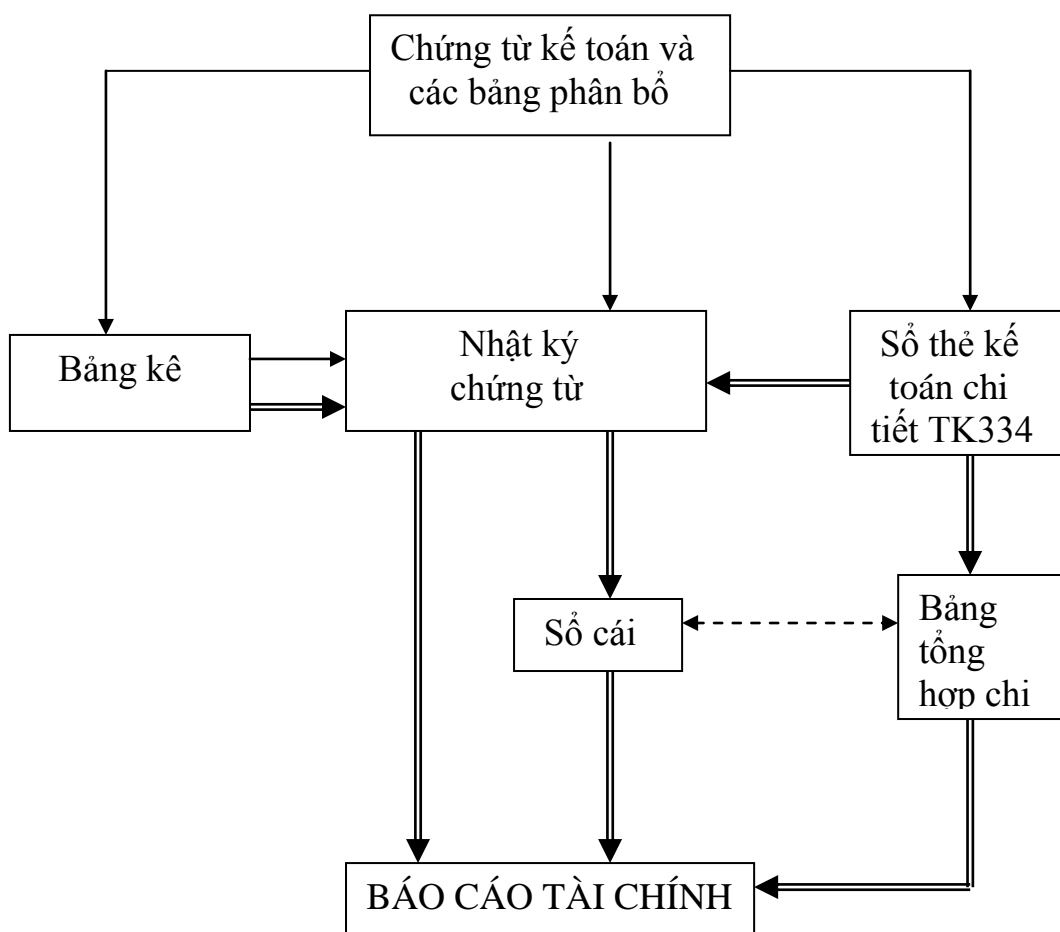 Chứng từ kế toán và
các bảng phân bổ
Bảng kê
Nhật ký
chứng từ
Sổ thẻ kế
toán chi
tiết TK334
Sổ cái
Bảng
tổng
hợp chi
BÁO CÁO TÀI CHÍNH